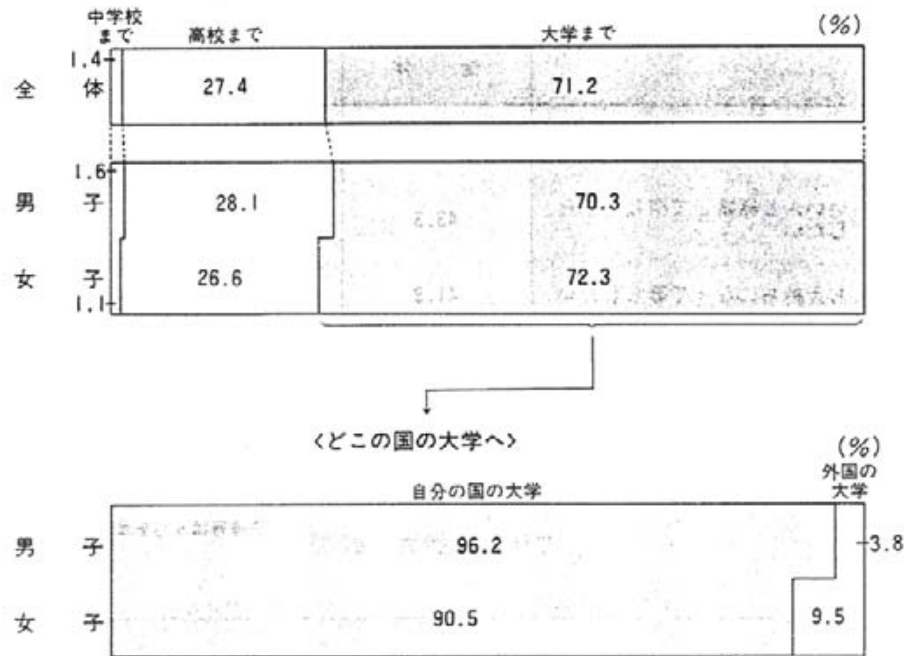 中学校
まで
高校まで
大学まで
(%)
全体
1.4
27.4
71.2
男子
1.6
28.1
70.3
女子
1.1
26.6
72.3
〈どこの国の大学へ〉
(%)
自分の国の大学
外国の
大学
男子
96.2
3.8
女子
90.5
9.5